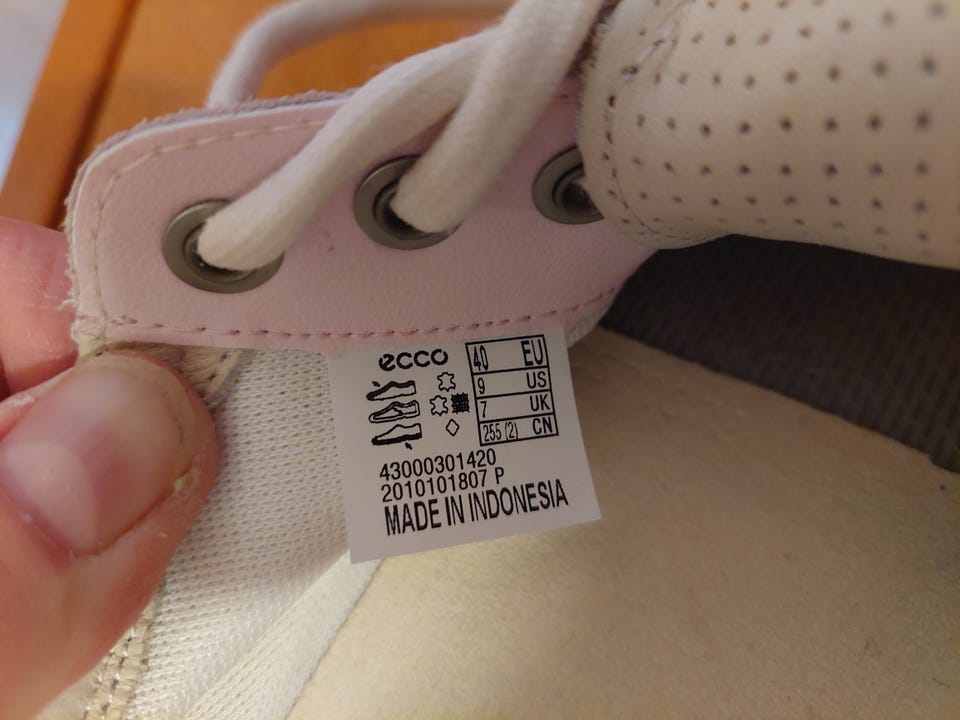 ecco
40 EU
9 US
7 UK
255 (2) CN
43000301420
2010101807 P
MADE IN INDONESIA